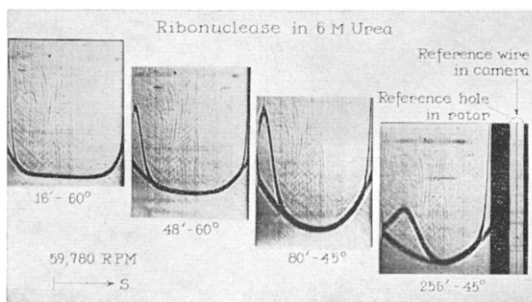 Ribonuclease in 6 M Urea
Reference wire
in camera
Reference hole
in rotor
16'-60°
48'-60°
80'-45°
256'-45°
59,780 RPM
S